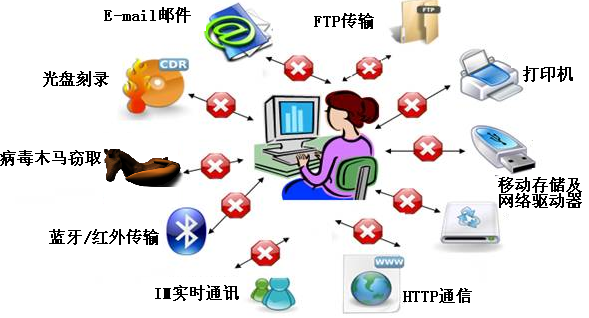 E-mail邮件
FTP传输
FTP
CDR
光盘刻录
打印机
病毒木马窃取
移动存储及
网络驱动器
蓝牙/红外传输
WWW
IM实时通讯
HTTP通信